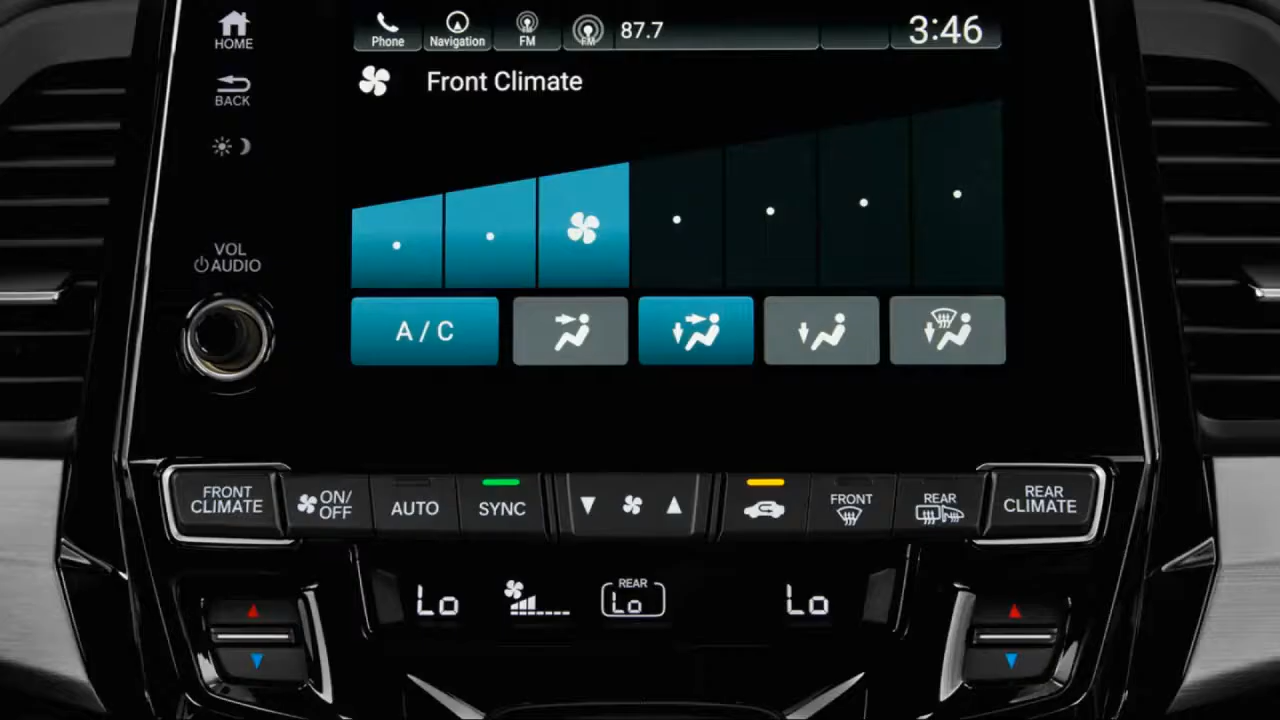 HOME
Phone
Navigation
FM
FM
87.7
3:46
BACK
Front Climate
VOL
AUDIO
A / C
FRONT
CLIMATE
ON/
OFF
AUTO
SYNC
FRONT
REAR
REAR
CLIMATE
Lo
REAR
Lo
Lo